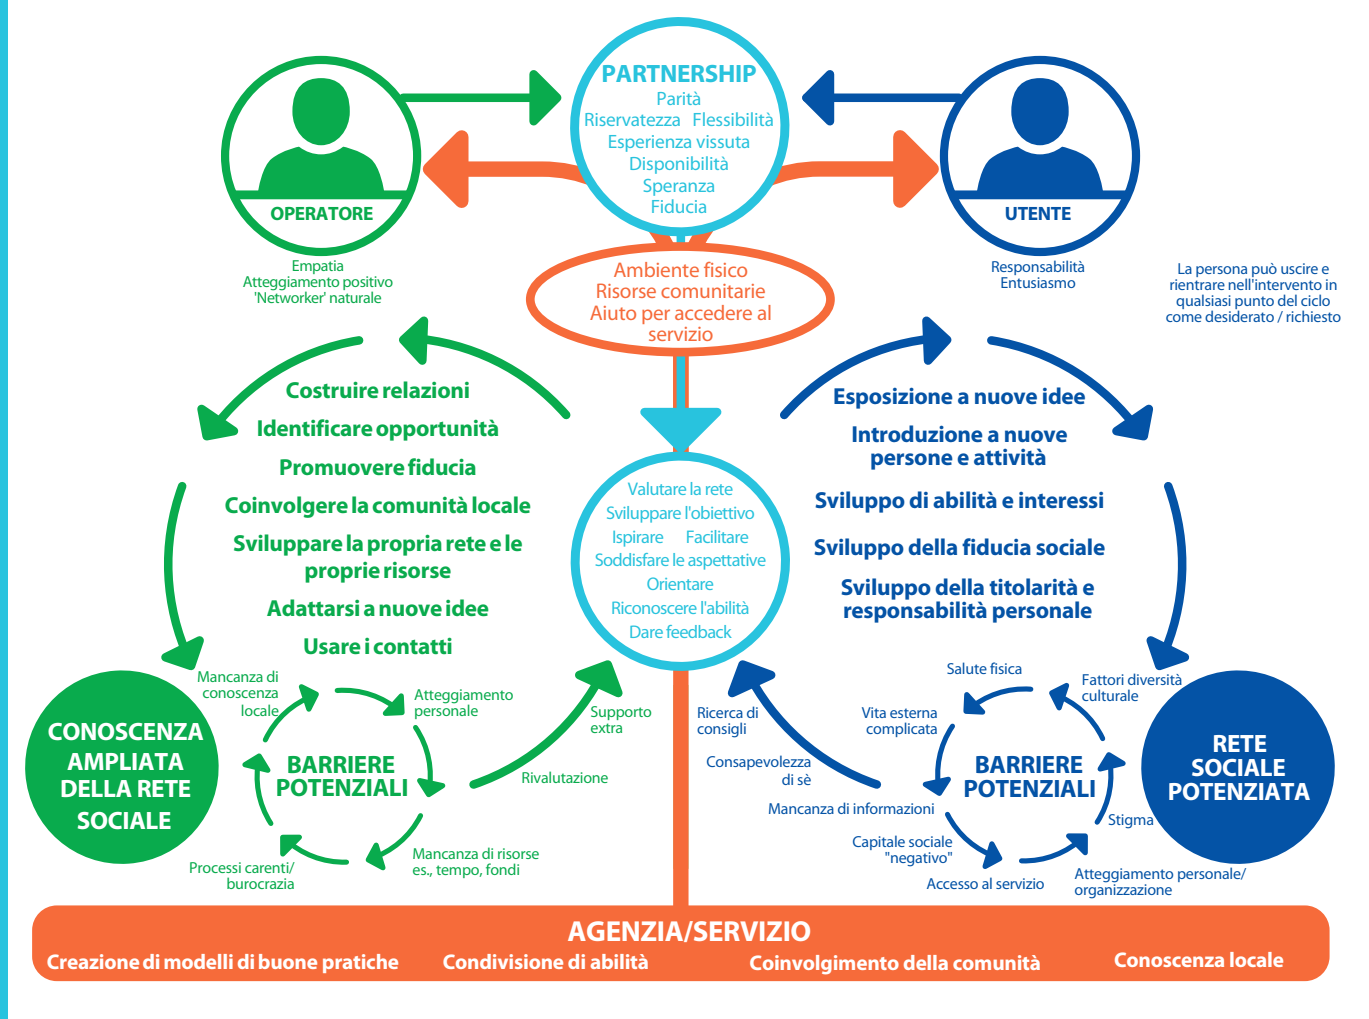 PARTNERSHIP
Parità
Riservatezza Flessibilità
Esperienza vissuta
Disponibilità
Speranza
Fiducia
OPERATORE
Empatia
Atteggiamento positivo
'Networker' naturale
UTENTE
Responsabilità
Entusiasmo
La persona può uscire e
rientrare nell'intervento in
qualsiasi punto del ciclo
come desiderato / richiesto
Ambiente fisico
Risorse comunitarie
Aiuto per accedere al
servizio
Costruire relazioni
Identificare opportunità
Promuovere fiducia
Coinvolgere la comunità locale
Sviluppare la propria rete e le
proprie risorse
Adattarsi a nuove idee
Usare i contatti
Valutare la rete
Sviluppare l'obiettivo
Ispirare Facilitare
Soddisfare le aspettative
Orientare
Riconoscere l'abilità
Dare feedback
Esposizione a nuove idee
Introduzione a nuove
persone e attività
Sviluppo di abilità e interessi
Sviluppo della fiducia sociale
Sviluppo della titolarità e
responsabilità personale
CONOSCENZA
AMPLIATA
DELLA RETE
SOCIALE
Mancanza di
conoscenza
locale
Atteggiamento
personale
BARRIERE
POTENZIALI
Processi carenti/
burocrazia
Mancanza di risorse
es., tempo, fondi
Supporto
extra
Rivalutazione
Ricerca di
consigli
Consapevolezza
di sè
Mancanza di informazioni
Capitale sociale
"negativo"
Accesso al servizio
Salute fisica
Vita esterna
complicata
Fattori diversità
culturale
BARRIERE
POTENZIALI
Stigma
Atteggiamento personale/
organizzazione
RETE
SOCIALE
POTENZIATA
AGENZIA/SERVIZIO
Creazione di modelli di buone pratiche
Condivisione di abilità
Coinvolgimento della comunità
Conoscenza locale